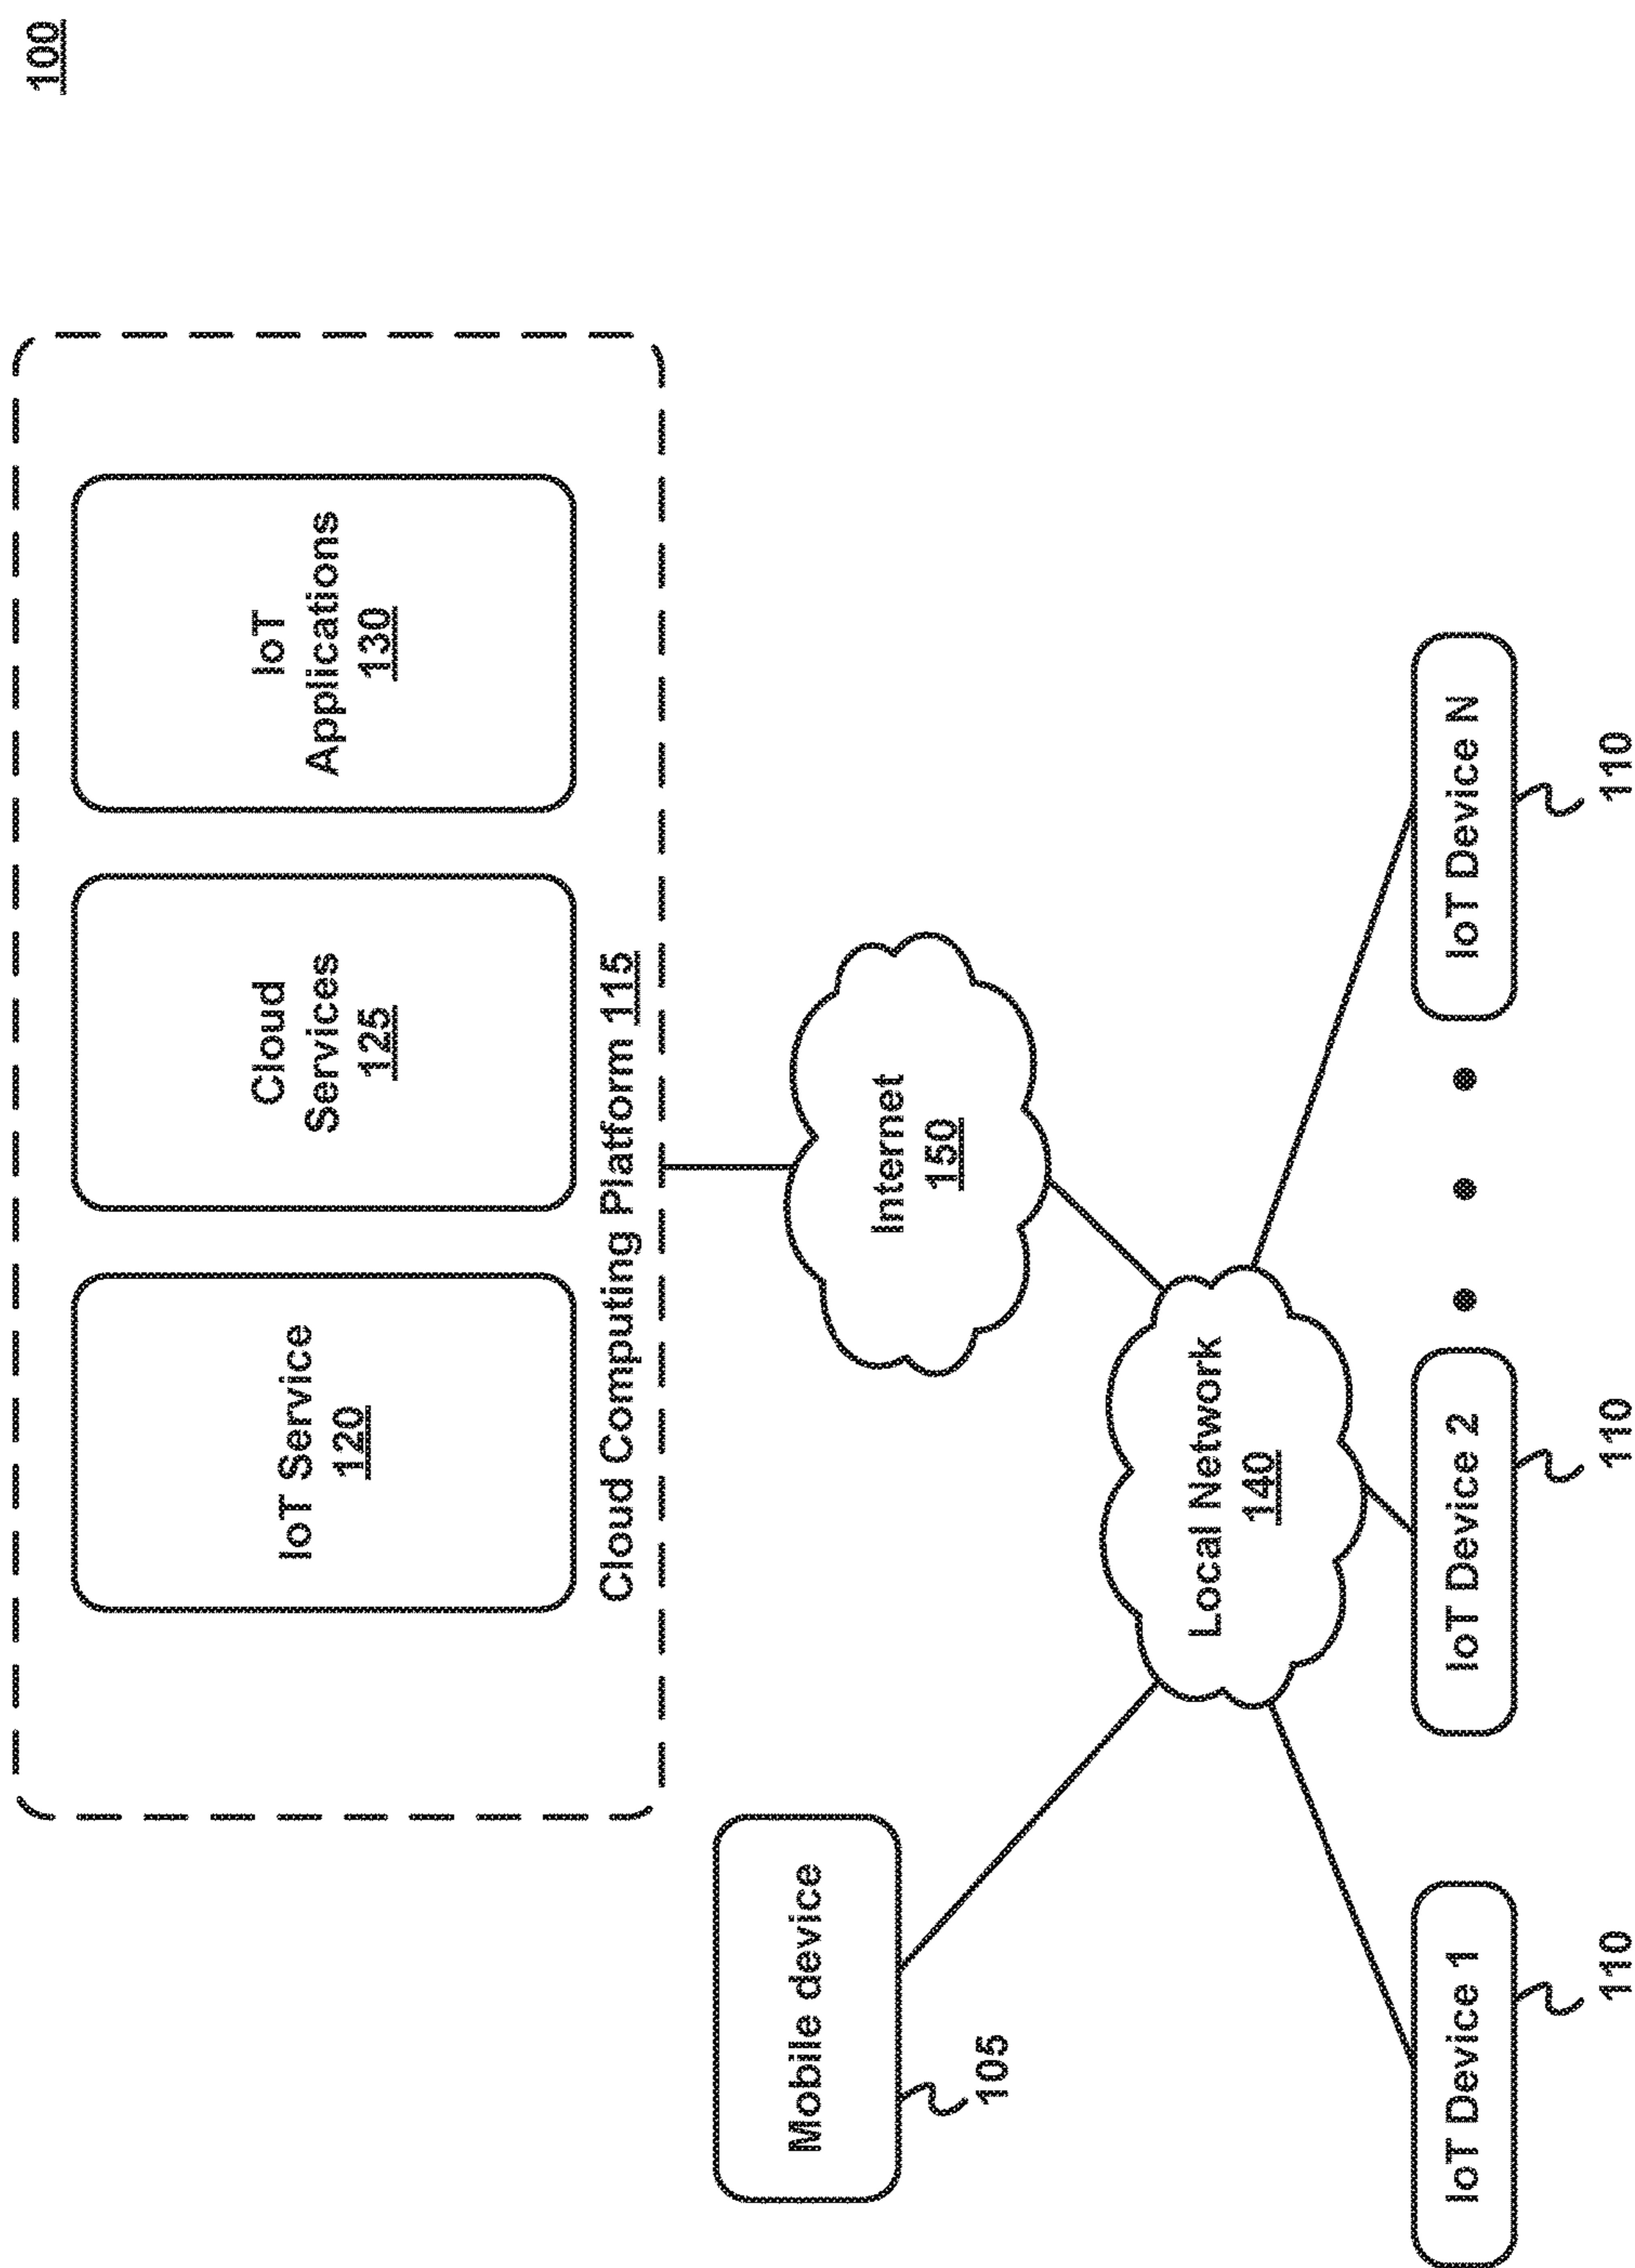 100
IoT Service
120
Cloud
Services
125
IoT
Applications
130
Cloud Computing Platform 115
Mobile device
105
Internet
150
Local Network
140
IoT Device 1
110
IoT Device 2
110
IoT Device N
110